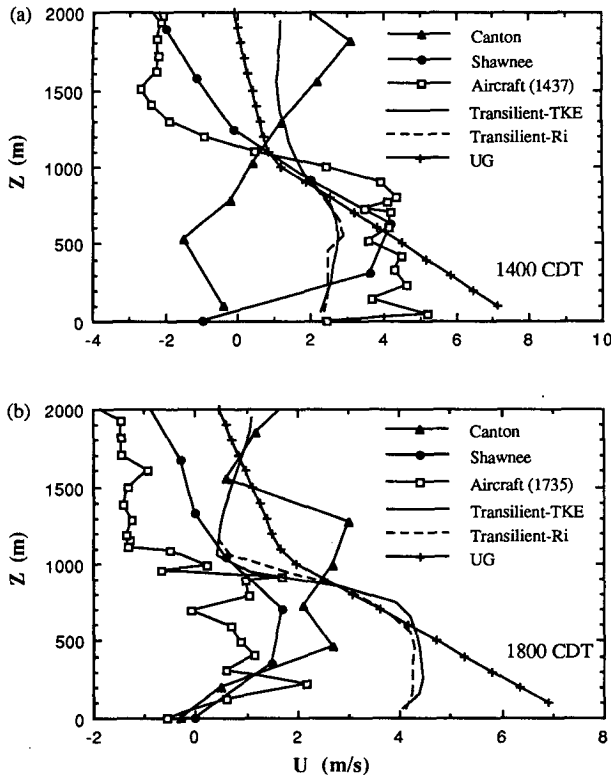 (a)
2000
1500
1000
500
0
Z (m)
Canton
Shawnee
Aircraft (1437)
Transilient-TKE
Transilient-Ri
UG
1400 CDT
-4 -2 0 2 4 6 8 10
(b)
2000
1500
1000
500
0
Z (m)
Canton
Shawnee
Aircraft (1735)
Transilient-TKE
Transilient-Ri
UG
1800 CDT
-2 0 2 4 6 8
U (m/s)